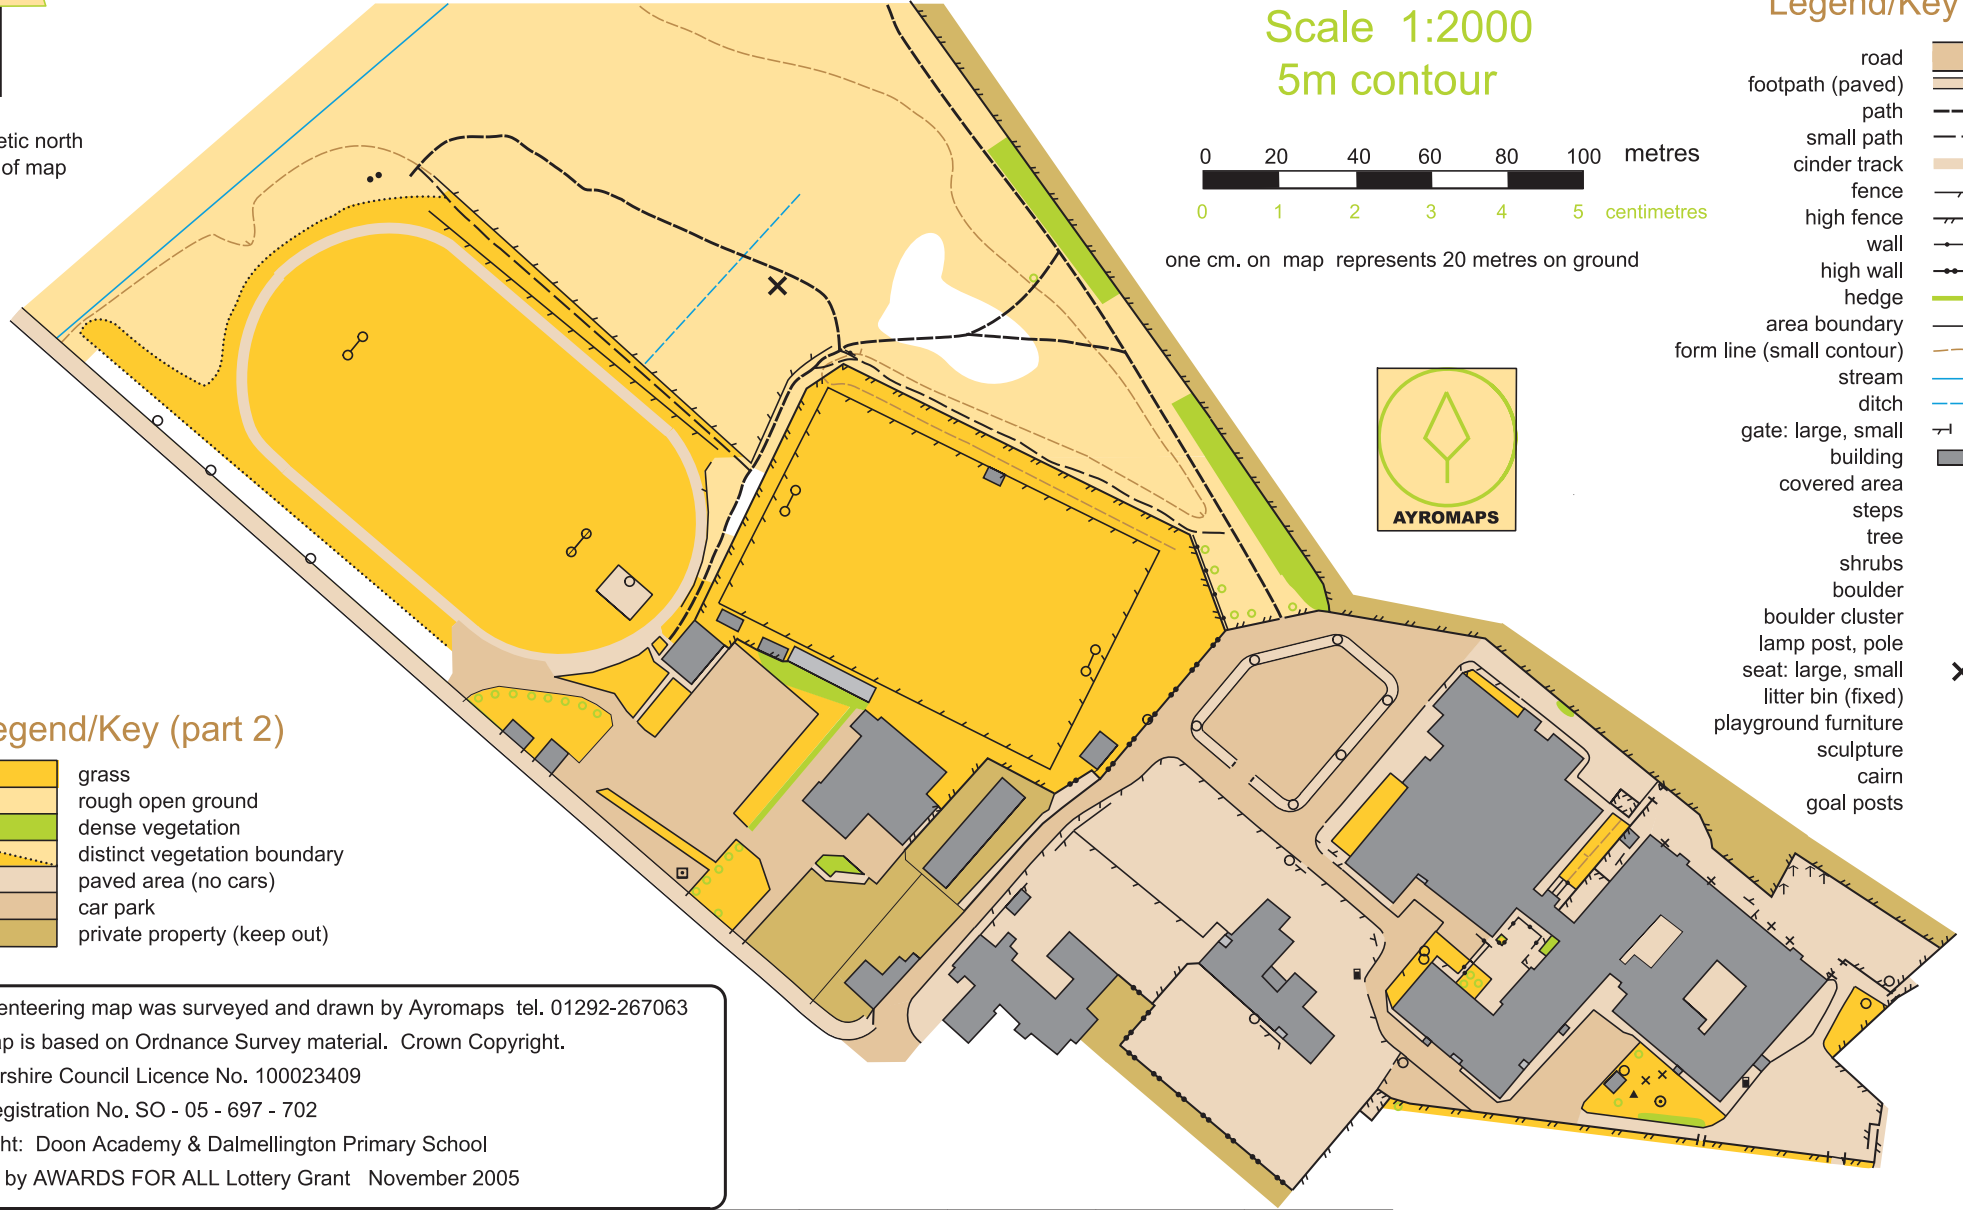 Scale 1:2000
5m contour
0 20 40 60 80 100 metres
0 1 2 3 4 5 centimetres
one cm. on map represents 20 metres on ground
etic north
of map
AYROMAPS
Legend/Key
road
footpath (paved)
path
small path
cinder track
fence
high fence
wall
high wall
hedge
area boundary
form line (small contour)
stream
ditch
gate: large, small
building
covered area
steps
tree
shrubs
boulder
boulder cluster
lamp post, pole
seat: large, small
litter bin (fixed)
playground furniture
sculpture
cairn
goal posts
egend/Key (part 2)
grass
rough open ground
dense vegetation
distinct vegetation boundary
paved area (no cars)
car park
private property (keep out)
enteering map was surveyed and drawn by Ayromaps tel. 01292-267063
ap is based on Ordnance Survey material. Crown Copyright.
rshire Council Licence No. 100023409
egistration No. SO - 05 - 697 - 702
ht: Doon Academy & Dalmellington Primary School
by AWARDS FOR ALL Lottery Grant November 2005